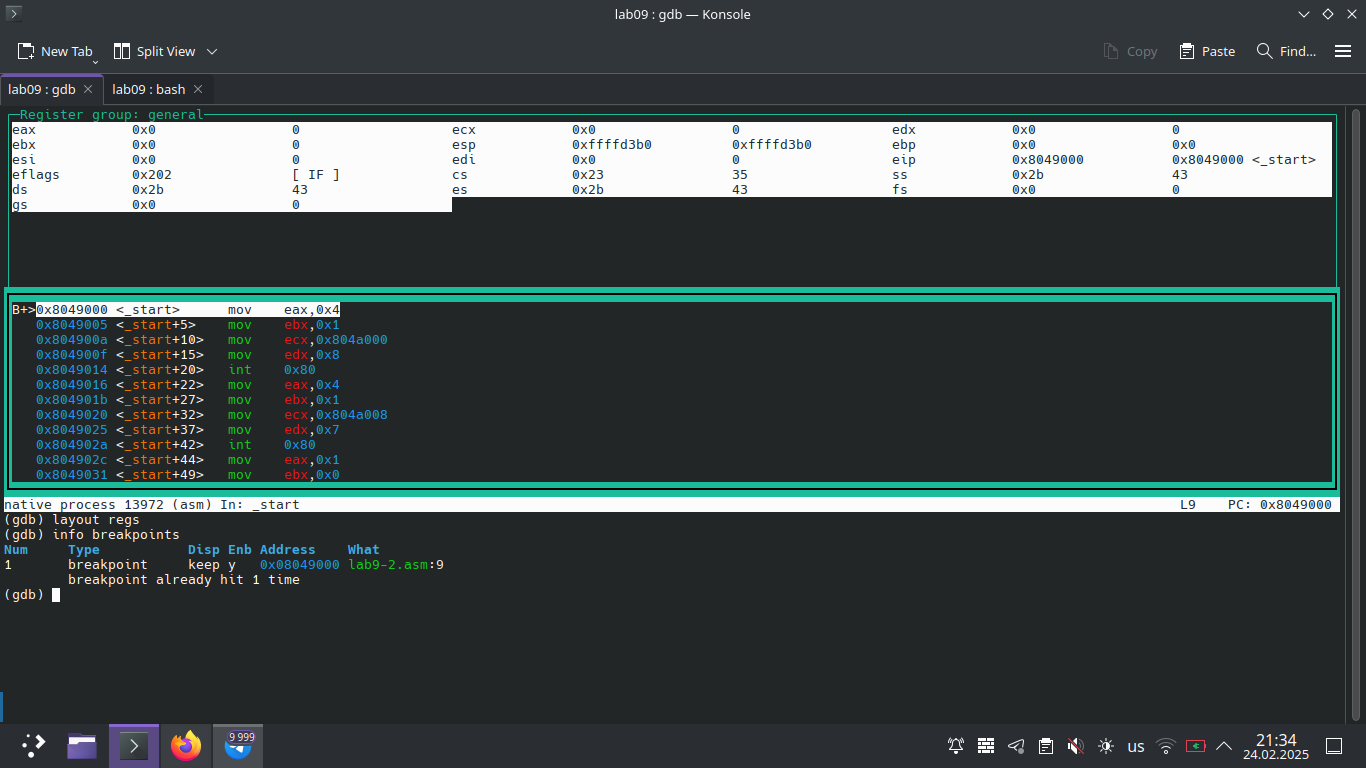 lab09 : gdb — Konsole
New Tab Split View Copy Paste Find...
lab09 : gdb lab09 : bash
Register group: general
eax 0x0 0 ecx 0x0 0 edx 0x0 0
ebx 0x0 0 esp 0xffffd3b0 0xffffd3b0 ebp 0x0 0x0
esi 0x0 0 edi 0x0 0 eip 0x8049000 0x8049000 <_start>
eflags 0x202 [ IF ] cs 0x23 35 ss 0x2b 43
ds 0x2b 43 es 0x2b 43 fs 0x0 0
gs 0x0 0
B+>0x8049000 <_start> mov eax,0x4
0x8049005 <_start+5> mov ebx,0x1
0x804900a <_start+10> mov ecx,0x804a000
0x804900f <_start+15> mov edx,0x8
0x8049014 <_start+20> int 0x80
0x8049016 <_start+22> mov eax,0x4
0x804901b <_start+27> mov ebx,0x1
0x8049020 <_start+32> mov ecx,0x804a008
0x8049025 <_start+37> mov edx,0x7
0x804902a <_start+42> int 0x80
0x804902c <_start+44> mov eax,0x1
0x8049031 <_start+49> mov ebx,0x0
native process 13972 (asm) In: _start L9 PC: 0x8049000
(gdb) layout regs
(gdb) info breakpoints
Num Type Disp Enb Address What
1 breakpoint keep y 0x08049000 lab9-2.asm:9
breakpoint already hit 1 time
(gdb)
9 999
us
21:34
24.02.2025